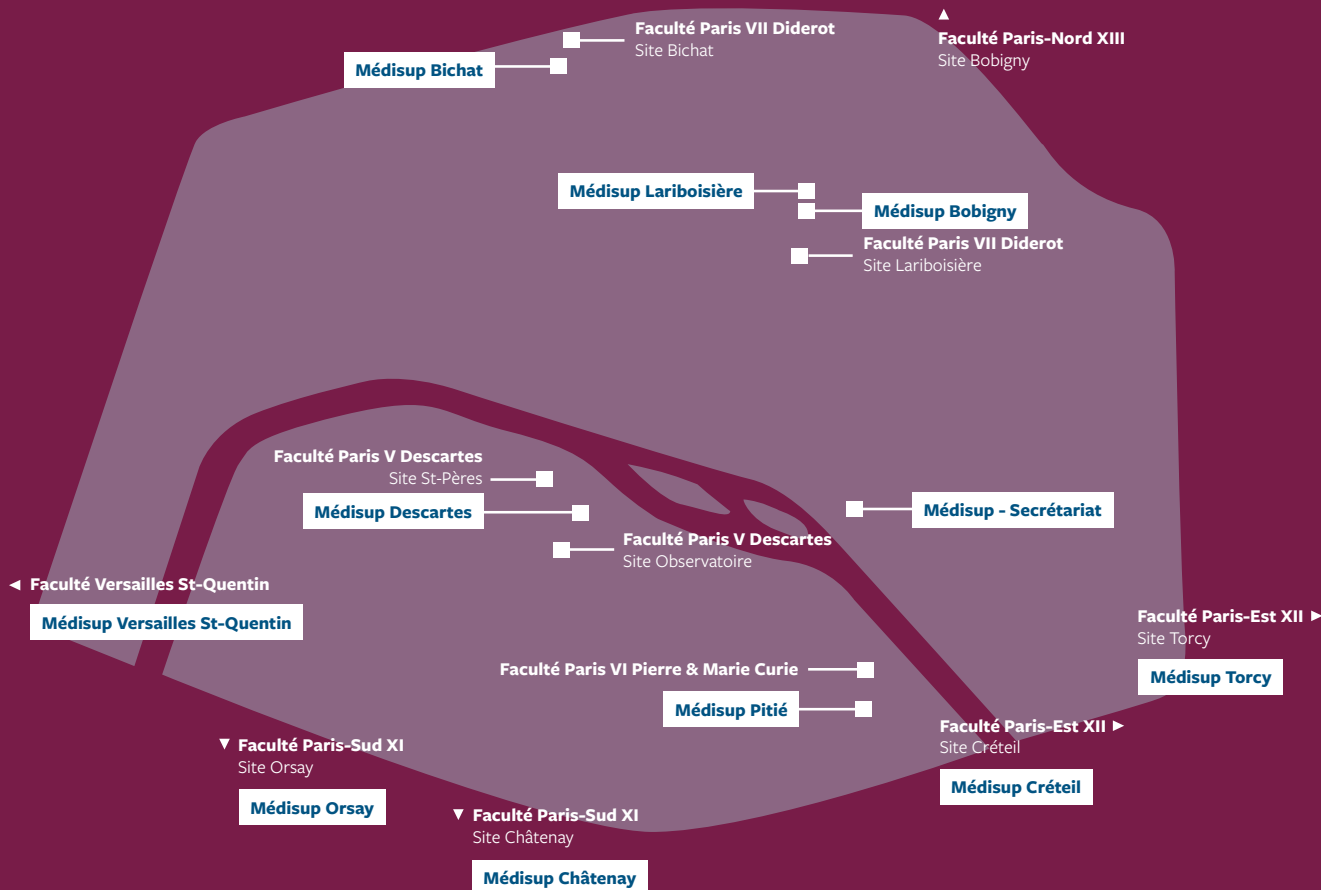 Faculté Paris VII Diderot
Site Bichat
Faculté Paris-Nord XIII
Site Bobigny
Médisup Bichat
Médisup Lariboisière
Médisup Bobigny
Faculté Paris VII Diderot
Site Lariboisière
Faculté Paris V Descartes
Site St-Pères
Médisup Descartes
Médisup - Secrétariat
Faculté Paris V Descartes
Site Observatoire
Faculté Versailles St-Quentin
Médisup Versailles St-Quentin
Faculté Paris-Est XII
Site Torcy
Médisup Torcy
Faculté Paris VI Pierre & Marie Curie
Médisup Pitié
Faculté Paris-Est XII
Site Créteil
Médisup Créteil
Faculté Paris-Sud XI
Site Orsay
Médisup Orsay
Faculté Paris-Sud XI
Site Châtenay
Médisup Châtenay